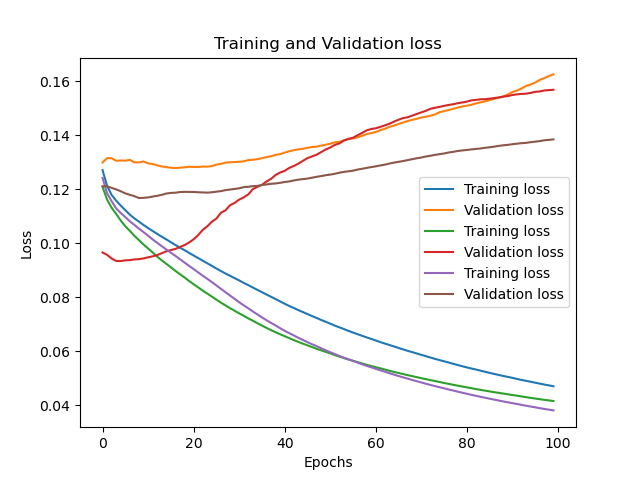 Training and Validation loss
0.16
0.14
0.12
0.10
0.08
0.06
0.04
Loss
Training loss
Validation loss
Training loss
Validation loss
Training loss
Validation loss
0 20 40 60 80 100
Epochs